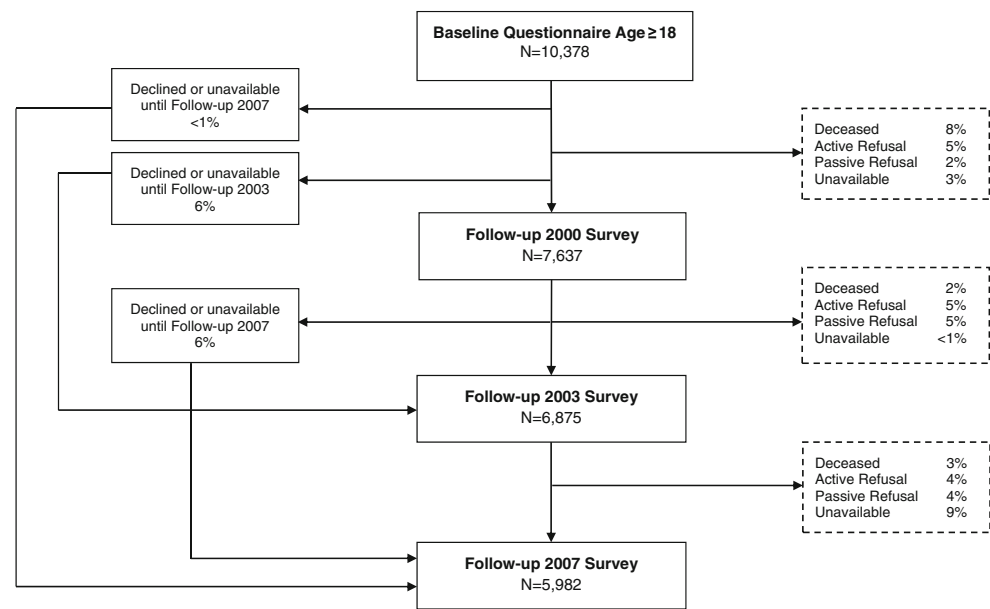 Baseline Questionnaire Age ≥ 18
N=10,378
Declined or unavailable
until Follow-up 2007
<1%
Deceased 8%
Active Refusal 5%
Passive Refusal 2%
Unavailable 3%
Declined or unavailable
until Follow-up 2003
6%
Follow-up 2000 Survey
N=7,637
Declined or unavailable
until Follow-up 2007
6%
Deceased 2%
Active Refusal 5%
Passive Refusal 5%
Unavailable <1%
Follow-up 2003 Survey
N=6,875
Deceased 3%
Active Refusal 4%
Passive Refusal 4%
Unavailable 9%
Follow-up 2007 Survey
N=5,982